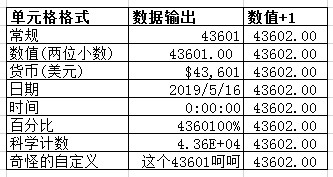 单元格格式 数据输出 数值+1
常规 43601 43602.00
数值(两位小数) 43601.00 43602.00
货币(美元) $43,601 43602.00
日期 2019/5/16 43602.00
时间 0:00:00 43602.00
百分比 4360100% 43602.00
科学计数 4.36E+04 43602.00
奇怪的自定义 这个43601呵呵 43602.00